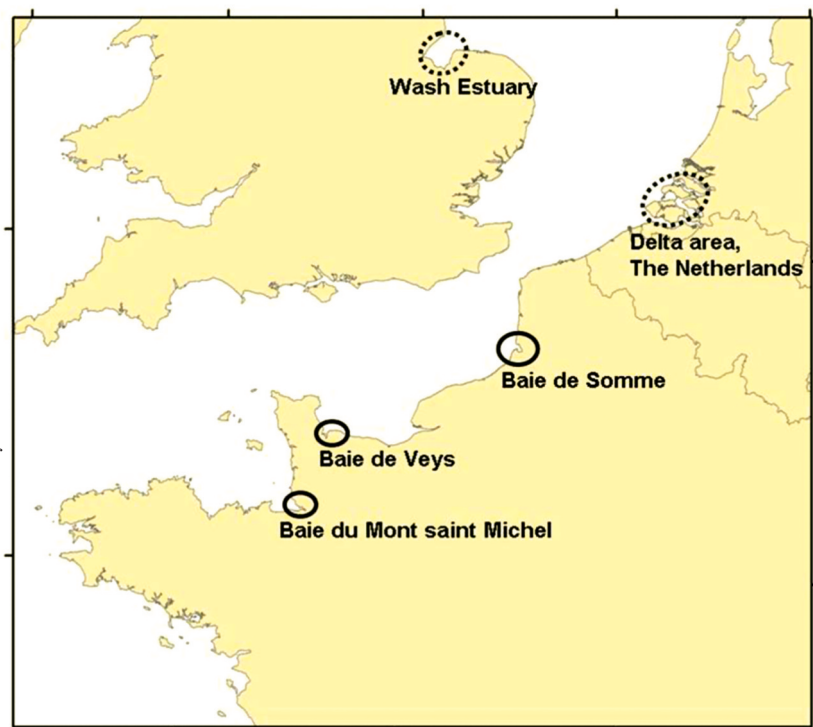 Wash Estuary
Delta area,
The Netherlands
Baie de Somme
Baie de Veys
Baie du Mont saint Michel